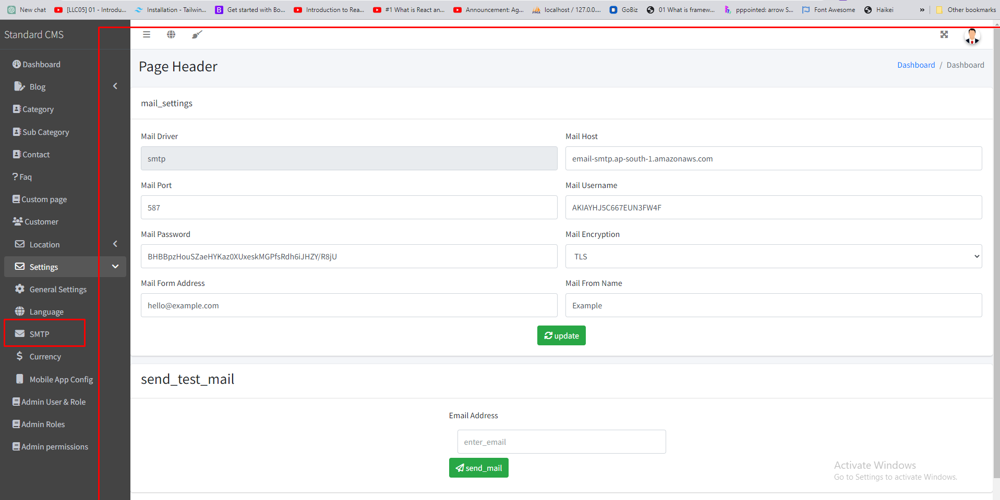 New chat
[LLC05] 01 - Introdu...
Installation - Tailwin...
Get started with Bo...
Introduction to Rea...
#1 What is React an...
Announcement: Ag...
localhost / 127.0.0....
GoBiz
01 What is framew...
pppointed: arrow S...
Font Awesome
Haikei
»
Other bookmarks
Standard CMS
Dashboard
Blog
Category
Sub Category
Contact
Faq
Custom page
Customer
Location
Settings
General Settings
Language
SMTP
Currency
Mobile App Config
Admin User & Role
Admin Roles
Admin permissions
Page Header
Dashboard / Dashboard
mail_settings
Mail Driver
smtp
Mail Host
email-smtp.ap-south-1.amazonaws.com
Mail Port
587
Mail Username
AKIAYHJ5C667EUN3FW4F
Mail Password
BHBBpzHouSZaeHYKaz0XUxeskMGPfsRdh6iJHZY/R8jU
Mail Encryption
TLS
Mail Form Address
hello@example.com
Mail From Name
Example
update
send_test_mail
Email Address
enter_email
send_mail
Activate Windows
Go to Settings to activate Windows.